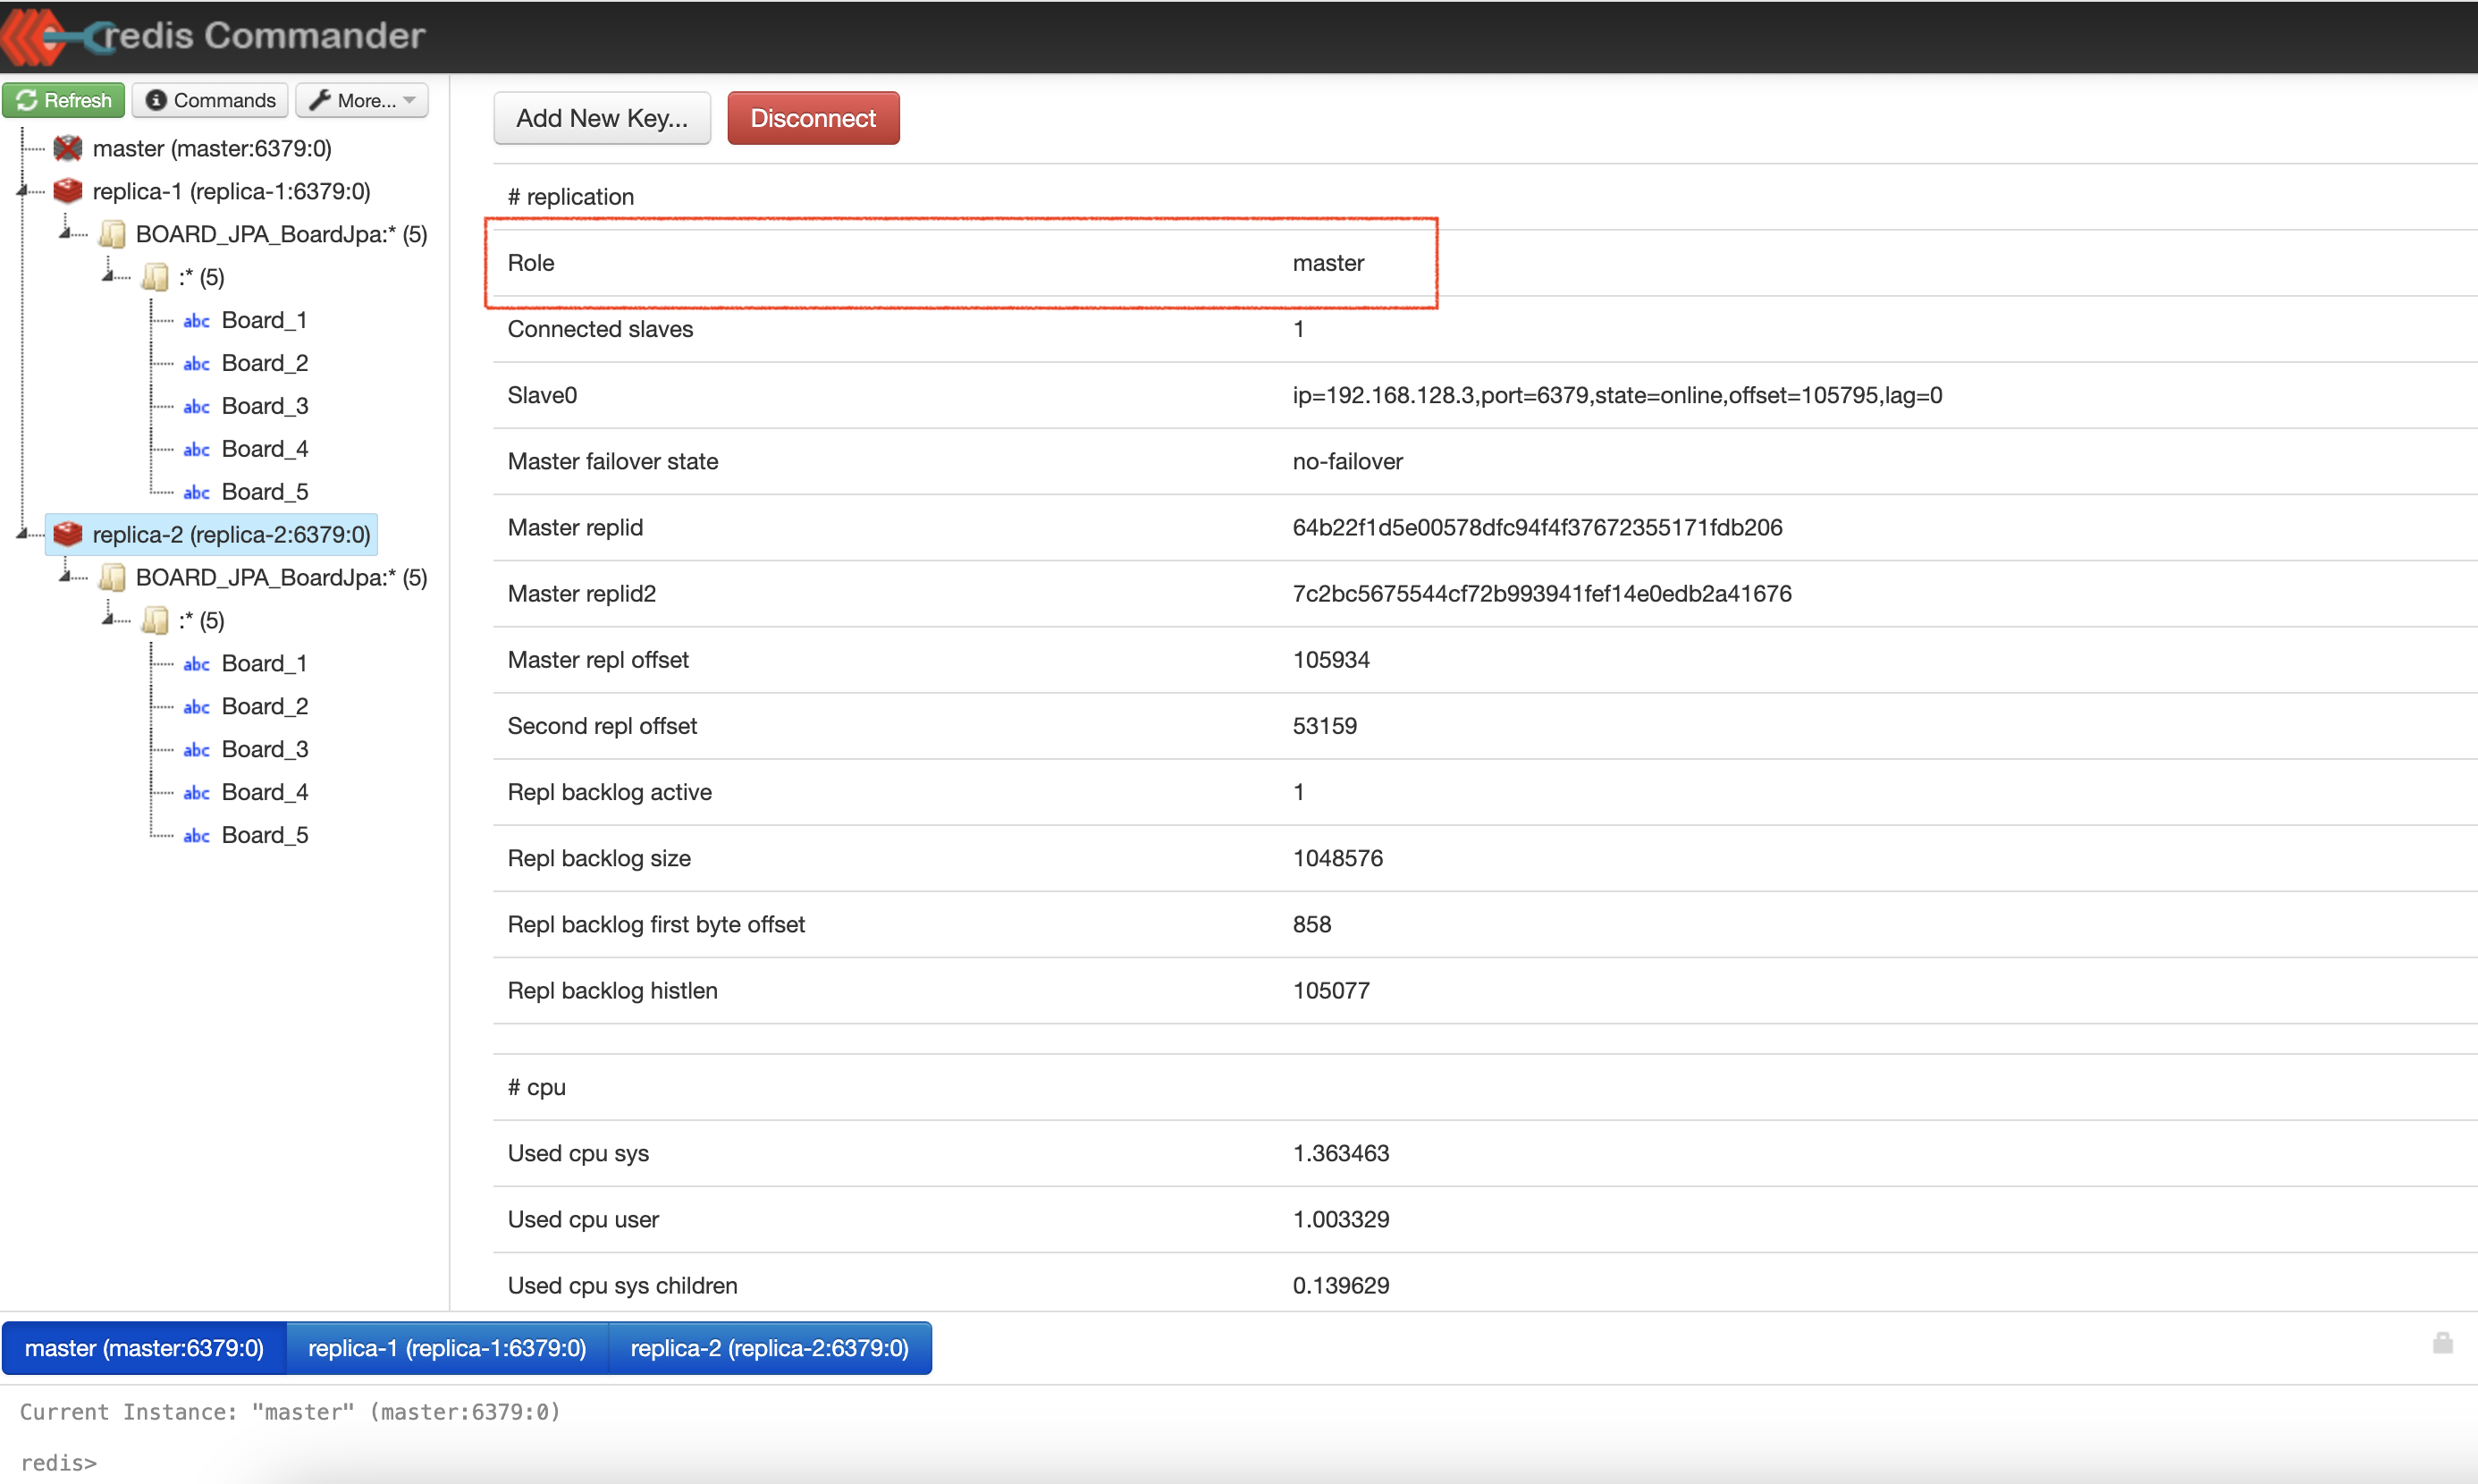 redis Commander
Refresh
Commands
More...
master (master:6379:0)
replica-1 (replica-1:6379:0)
BOARD_JPA_BoardJpa:* (5)
:* (5)
abc Board_1
abc Board_2
abc Board_3
abc Board_4
abc Board_5
replica-2 (replica-2:6379:0)
BOARD_JPA_BoardJpa:* (5)
:* (5)
abc Board_1
abc Board_2
abc Board_3
abc Board_4
abc Board_5
Add New Key...
Disconnect
# replication
Role master
Connected slaves 1
Slave0 ip=192.168.128.3,port=6379,state=online,offset=105795,lag=0
Master failover state no-failover
Master replid 64b22f1d5e00578dfc94f4f37672355171fdb206
Master replid2 7c2bc5675544cf72b993941fef14e0edb2a41676
Master repl offset 105934
Second repl offset 53159
Repl backlog active 1
Repl backlog size 1048576
Repl backlog first byte offset 858
Repl backlog histlen 105077
# cpu
Used cpu sys 1.363463
Used cpu user 1.003329
Used cpu sys children 0.139629
master (master:6379:0)
replica-1 (replica-1:6379:0)
replica-2 (replica-2:6379:0)
Current Instance: "master" (master:6379:0)
redis>